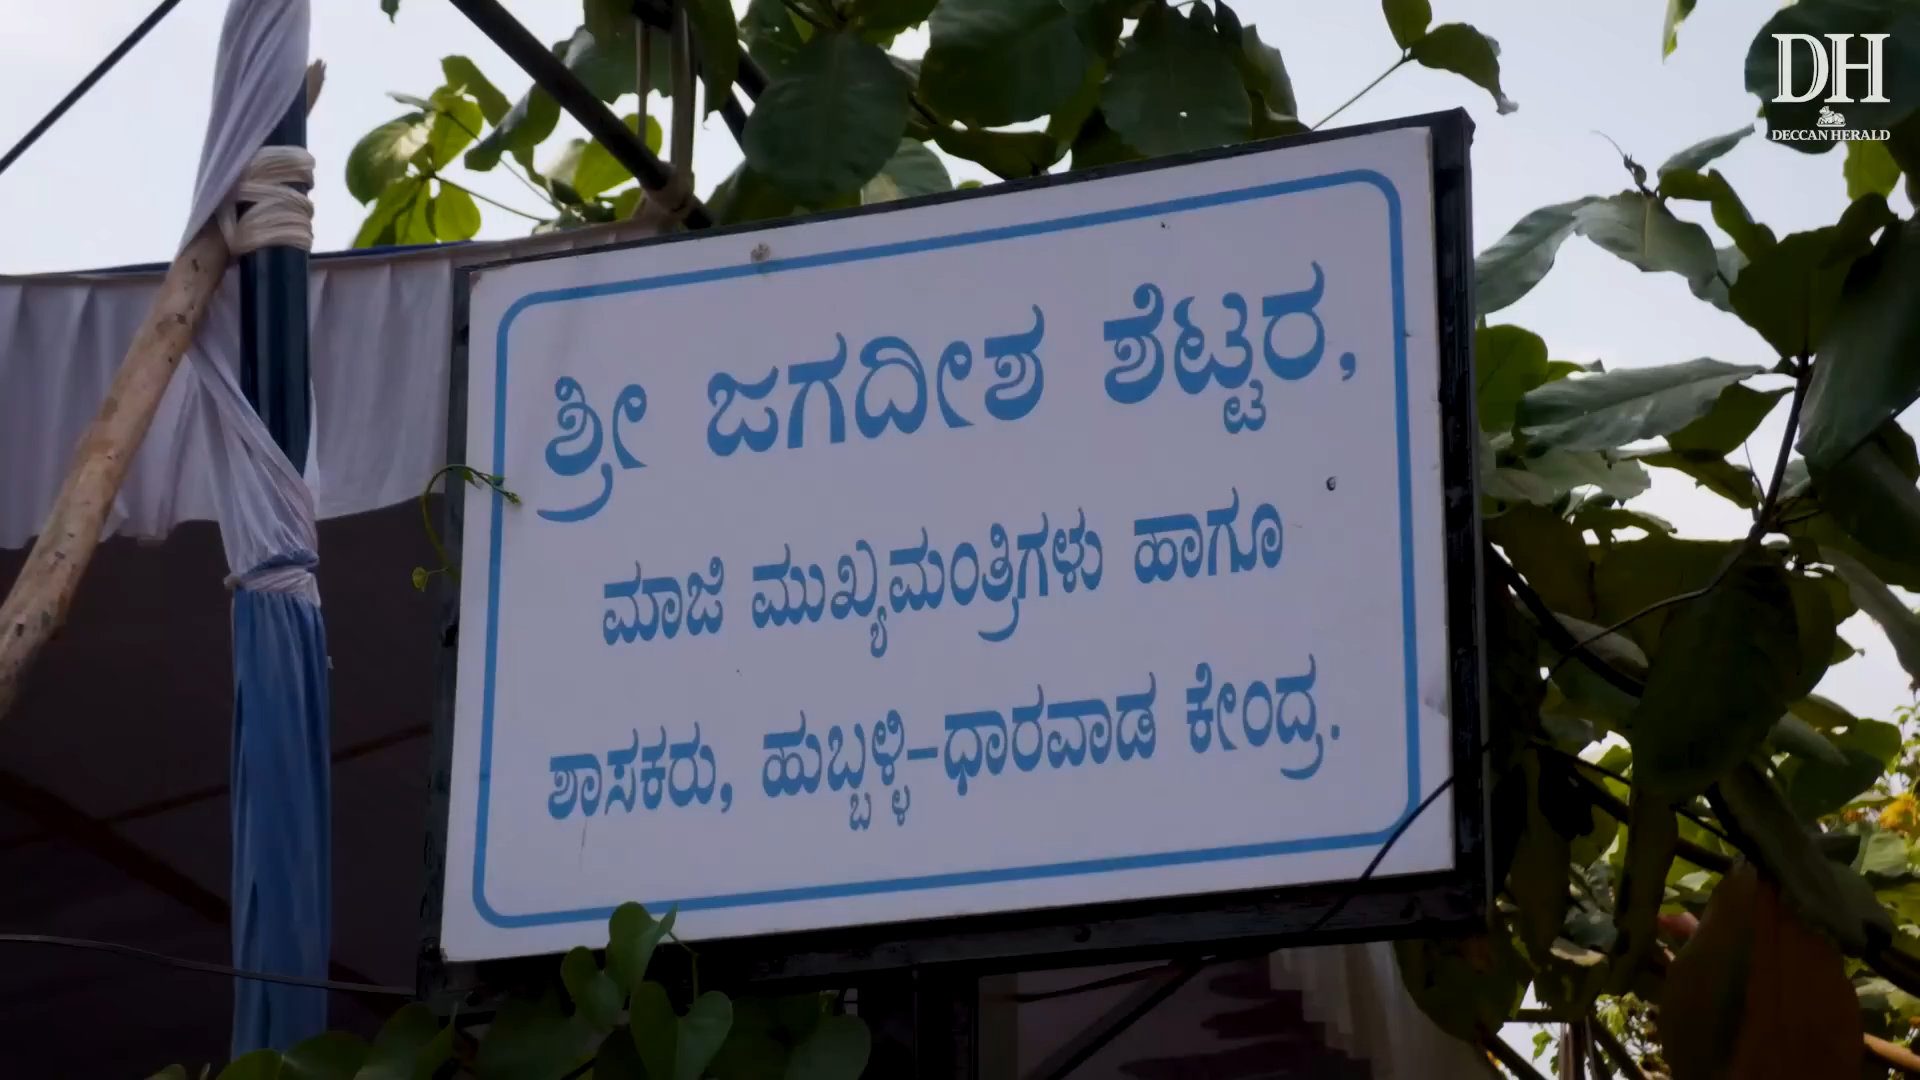 DH
DECCAN HERALD
ಶ್ರೀ ಜಗದೀಶ ಶೆಟ್ಟರ,
ಮಾಜಿ ಮುಖ್ಯಮಂತ್ರಿಗಳು ಹಾಗೂ
ಶಾಸಕರು, ಹುಬ್ಬಳ್ಳಿ-ಧಾರವಾಡ ಕೇಂದ್ರ.